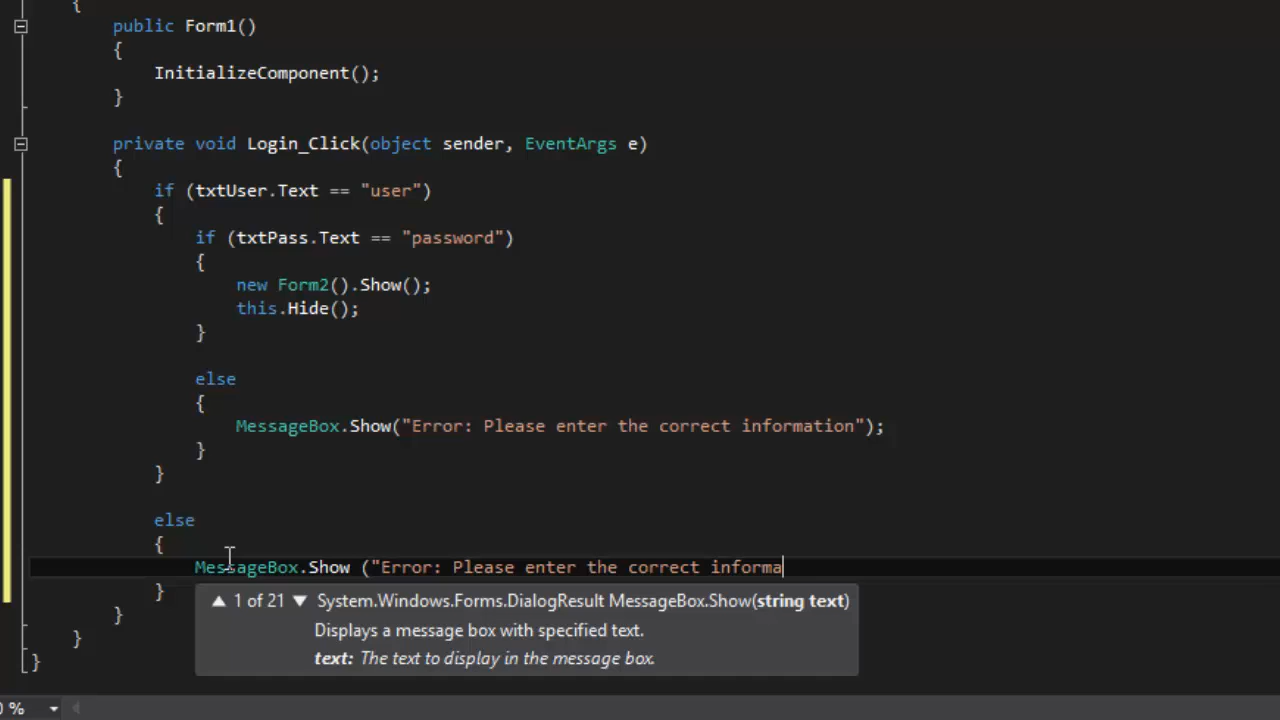 {
public Form1()
{
InitializeComponent();
}
private void Login_Click(object sender, EventArgs e)
{
if (txtUser.Text == "user")
{
if (txtPass.Text == "password")
{
new Form2().Show();
this.Hide();
}
else
{
MessageBox.Show("Error: Please enter the correct information");
}
}
else
{
MessageBox.Show ("Error: Please enter the correct informa
}
▲ 1 of 21 ▼ System.Windows.Forms.DialogResult MessageBox.Show(string text)
Displays a message box with specified text.
text: The text to display in the message box.
}
}
}
0 %